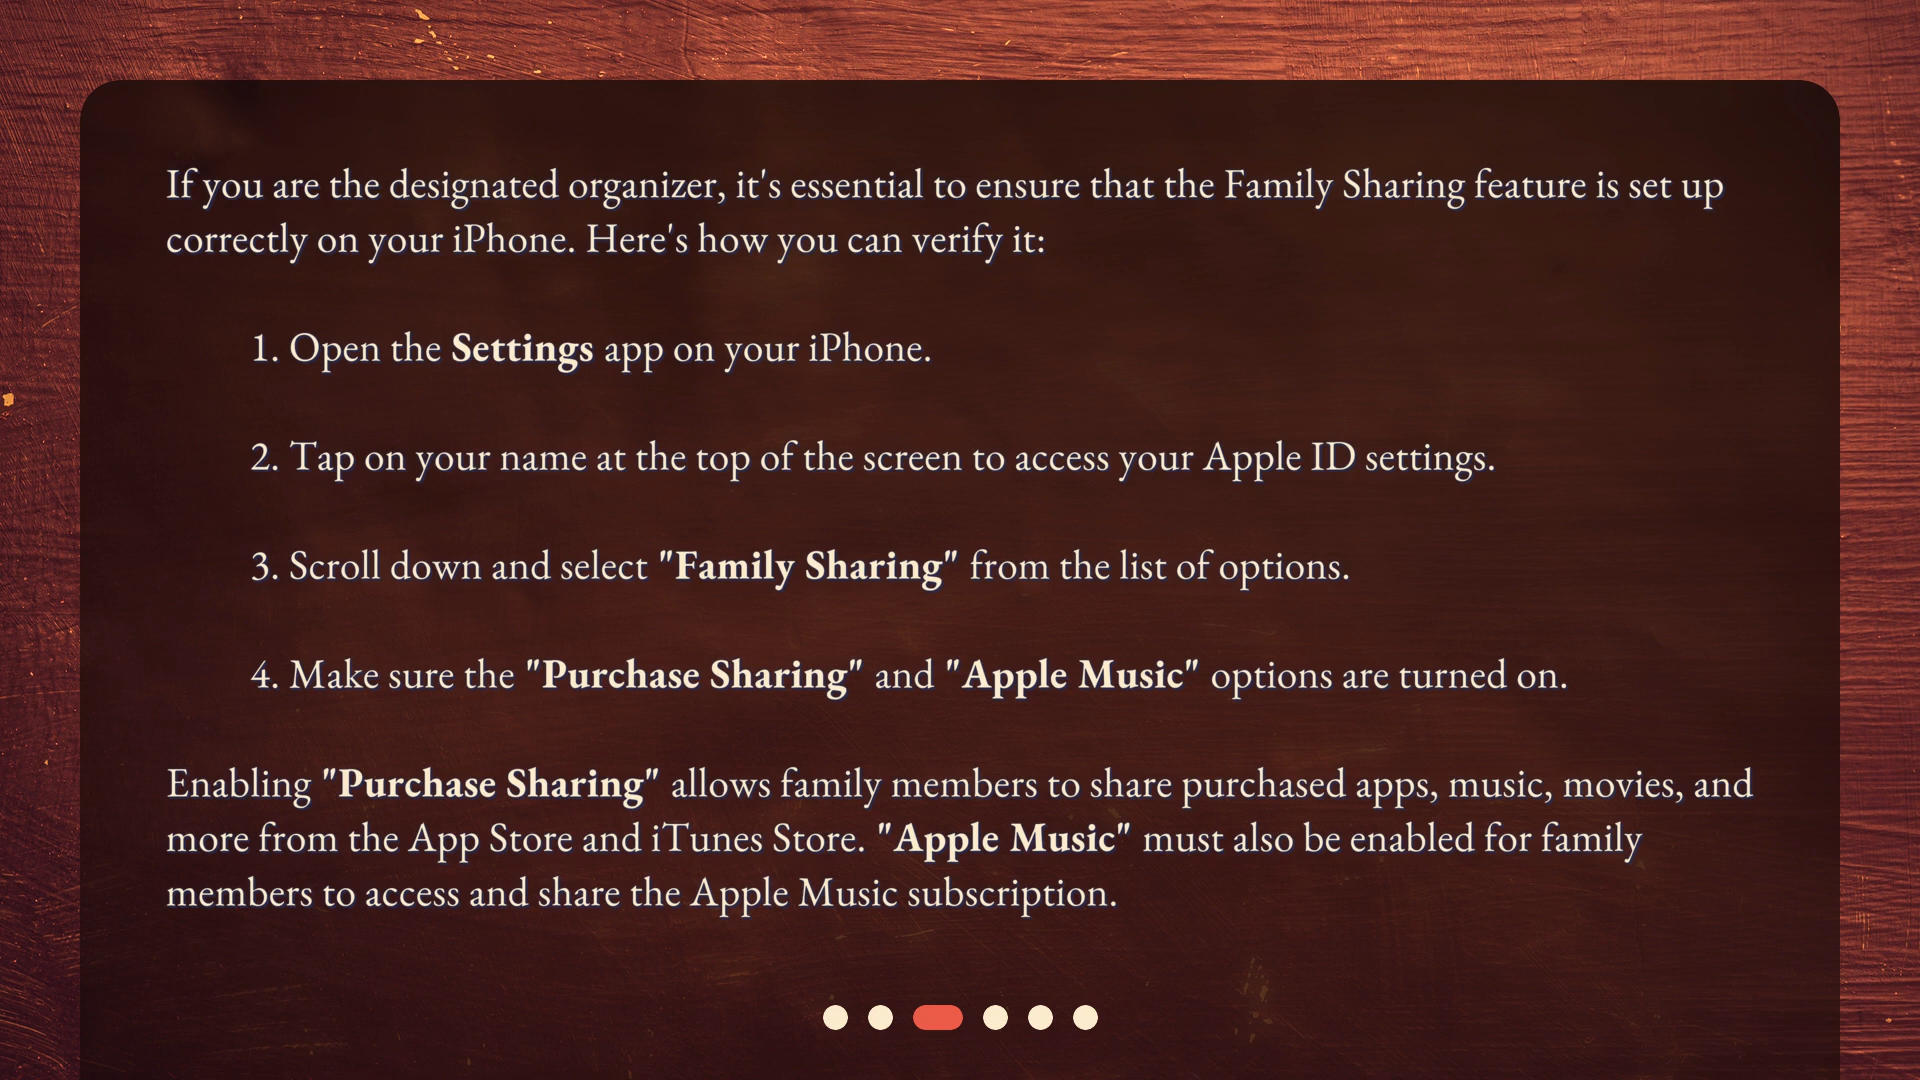 If you are the designated organizer, it's essential to ensure that the Family Sharing feature is set up
correctly on your iPhone. Here's how you can verify it:
1. Open the Settings app on your iPhone.
2. Tap on your name at the top of the screen to access your Apple ID settings.
3. Scroll down and select "Family Sharing" from the list of options.
4. Make sure the "Purchase Sharing" and "Apple Music" options are turned on.
Enabling "Purchase Sharing" allows family members to share purchased apps, music, movies, and
more from the App Store and iTunes Store. "Apple Music" must also be enabled for family
members to access and share the Apple Music subscription.